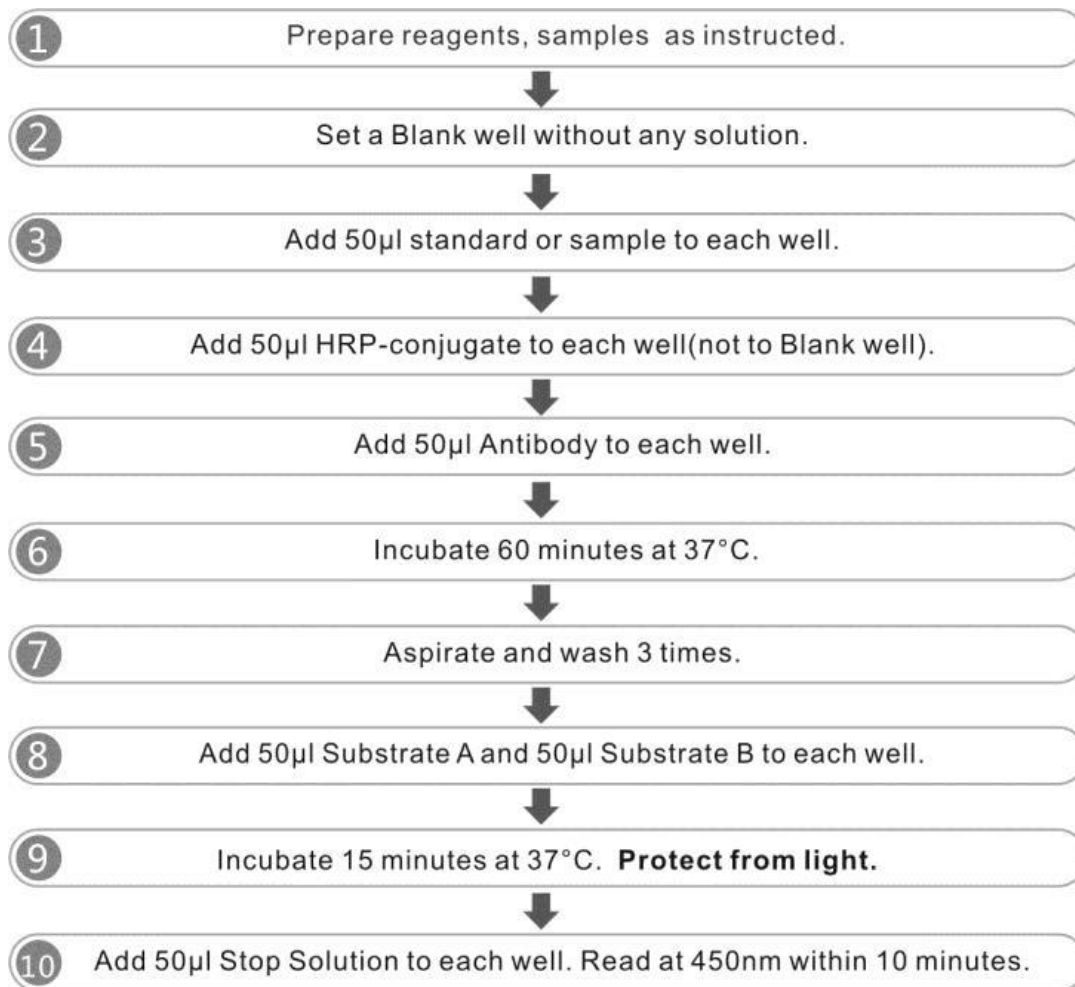 1 Prepare reagents, samples as instructed.
2 Set a Blank well without any solution.
3 Add 50µl standard or sample to each well.
4 Add 50µl HRP-conjugate to each well(not to Blank well).
5 Add 50µl Antibody to each well.
6 Incubate 60 minutes at 37°C.
7 Aspirate and wash 3 times.
8 Add 50µl Substrate A and 50µl Substrate B to each well.
9 Incubate 15 minutes at 37°C. Protect from light.
10 Add 50µl Stop Solution to each well. Read at 450nm within 10 minutes.